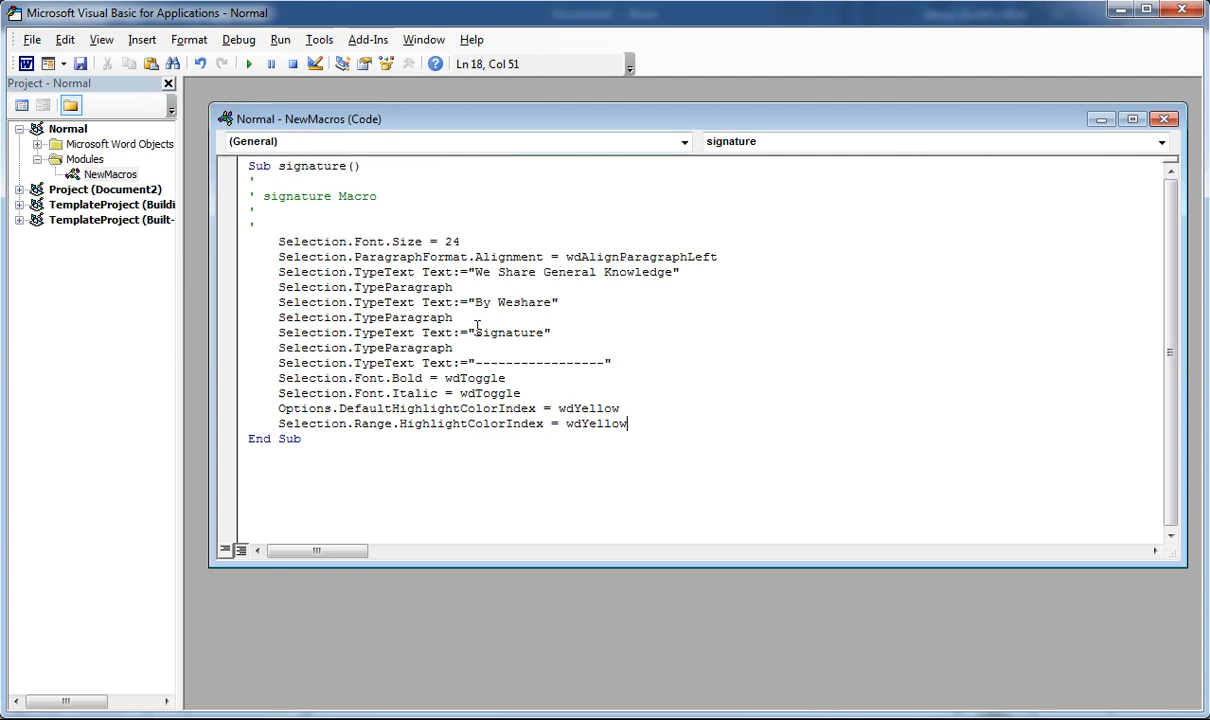 Microsoft Visual Basic for Applications - Normal
File Edit View Insert Format Debug Run Tools Add-Ins Window Help
Ln 18, Col 51
Project - Normal
Normal
Microsoft Word Objects
Modules
NewMacros
Project (Document2)
TemplateProject (Buildi
TemplateProject (Built-
Normal - NewMacros (Code)
(General)
signature
Sub signature()
'
' signature Macro
'
'
Selection.Font.Size = 24
Selection.ParagraphFormat.Alignment = wdAlignParagraphLeft
Selection.TypeText Text:="We Share General Knowledge"
Selection.TypeParagraph
Selection.TypeText Text:="By Weshare"
Selection.TypeParagraph
Selection.TypeText Text:="Signature"
Selection.TypeParagraph
Selection.TypeText Text:="-----------------"
Selection.Font.Bold = wdToggle
Selection.Font.Italic = wdToggle
Options.DefaultHighlightColorIndex = wdYellow
Selection.Range.HighlightColorIndex = wdYellow
End Sub